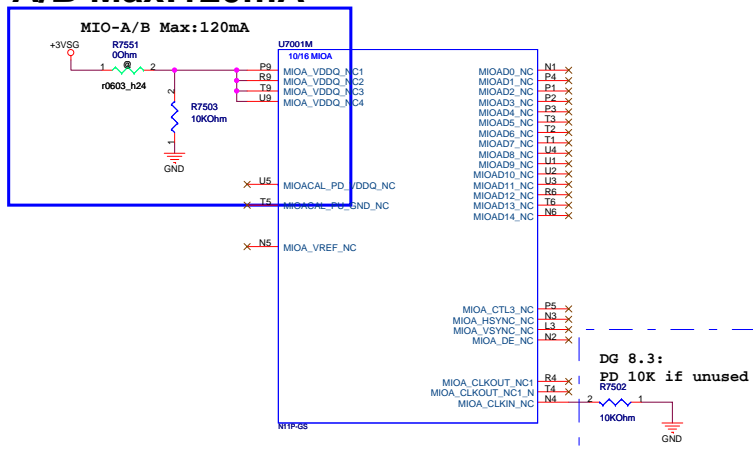 MIO-A/B Max:120mA
+3VSG
R7551
0Ohm
1
@
2
r0603_h24
2
R7503
10KOhm
1
GND
U7001M
10/16 MIOA
P9 MIOA_VDDQ_NC1
R9 MIOA_VDDQ_NC2
T9 MIOA_VDDQ_NC3
U9 MIOA_VDDQ_NC4
U5 MIOACAL_PD_VDDQ_NC
T5 MIOACAL_PU_GND_NC
N5 MIOA_VREF_NC
MIOAD0_NC N1
MIOAD1_NC P4
MIOAD2_NC P1
MIOAD3_NC P2
MIOAD4_NC P3
MIOAD5_NC T3
MIOAD6_NC T2
MIOAD7_NC T1
MIOAD8_NC U4
MIOAD9_NC U1
MIOAD10_NC U2
MIOAD11_NC U3
MIOAD12_NC R6
MIOAD13_NC T6
MIOAD14_NC N6
MIOA_CTL3_NC P5
MIOA_HSYNC_NC N3
MIOA_VSYNC_NC L3
MIOA_DE_NC N2
MIOA_CLKOUT_NC1 R4
MIOA_CLKOUT_NC1_N T4
MIOA_CLKIN_NC N4
DG 8.3:
PD 10K if unused
R7502
2
1
10KOhm
GND
N11P-GS